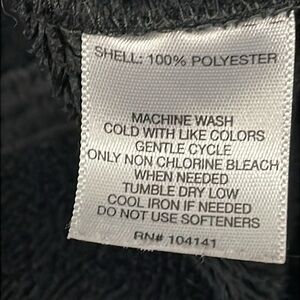 SHELL: 100% POLYESTER
MACHINE WASH
COLD WITH LIKE COLORS
GENTLE CYCLE
ONLY NON CHLORINE BLEACH
WHEN NEEDED
TUMBLE DRY LOW
COOL IRON IF NEEDED
DO NOT USE SOFTENERS
RN# 104141